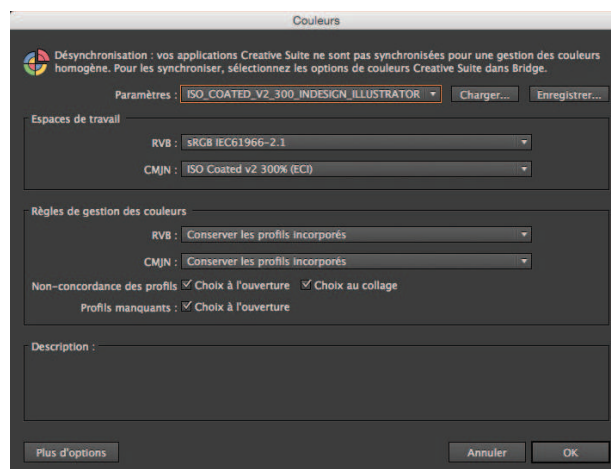 Couleurs
Désynchronisation : vos applications Creative Suite ne sont pas synchronisées pour une gestion des couleurs
homogène. Pour les synchroniser, sélectionnez les options de couleurs Creative Suite dans Bridge.
Paramètres : ISO_COATED_V2_300_INDESIGN_ILLUSTRATOR Charger... Enregistrer...
Espaces de travail
RVB : sRGB IEC61966-2.1
CMJN : ISO Coated v2 300% (ECI)
Règles de gestion des couleurs
RVB : Conserver les profils incorporés
CMJN : Conserver les profils incorporés
Non-concordance des profils Choix à l'ouverture Choix au collage
Profils manquants : Choix à l'ouverture
Description :
Plus d'options Annuler OK